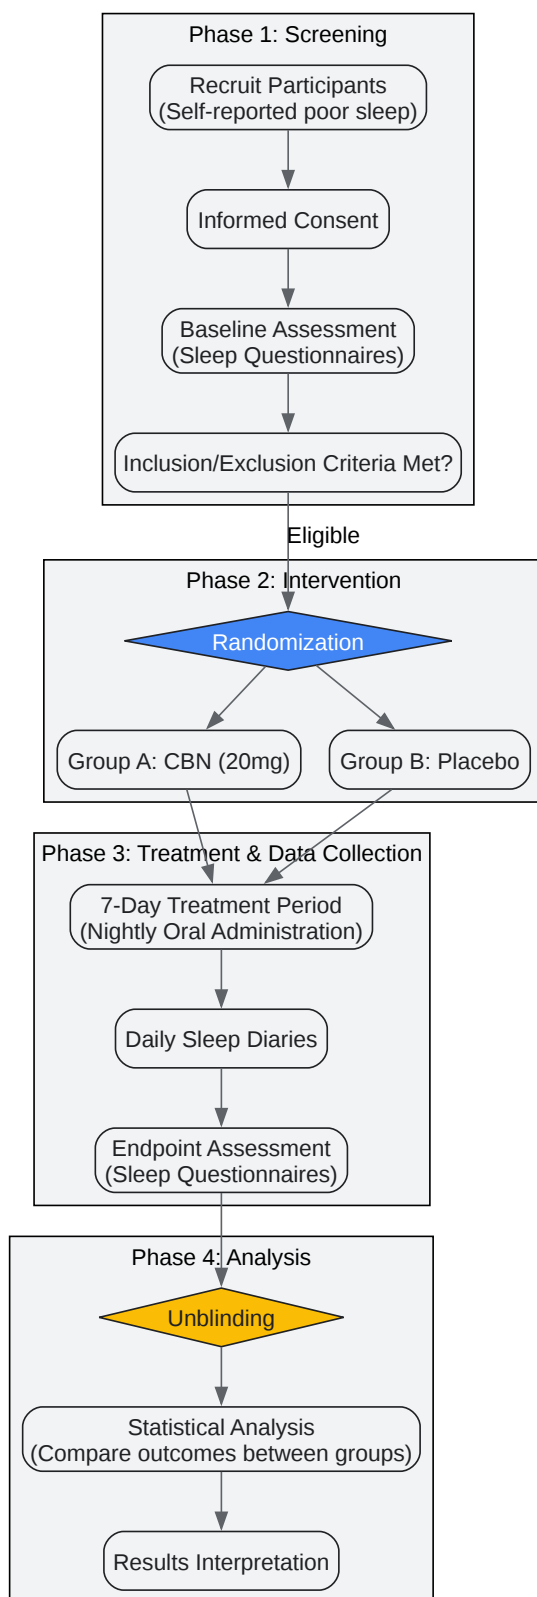 Phase 1: Screening
Recruit Participants
(Self-reported poor sleep)
Informed Consent
Baseline Assessment
(Sleep Questionnaires)
Inclusion/Exclusion Criteria Met?
Eligible
Phase 2: Intervention
Randomization
Group A: CBN (20mg)
Group B: Placebo
Phase 3: Treatment & Data Collection
7-Day Treatment Period
(Nightly Oral Administration)
Daily Sleep Diaries
Endpoint Assessment
(Sleep Questionnaires)
Phase 4: Analysis
Unblinding
Statistical Analysis
(Compare outcomes between groups)
Results Interpretation